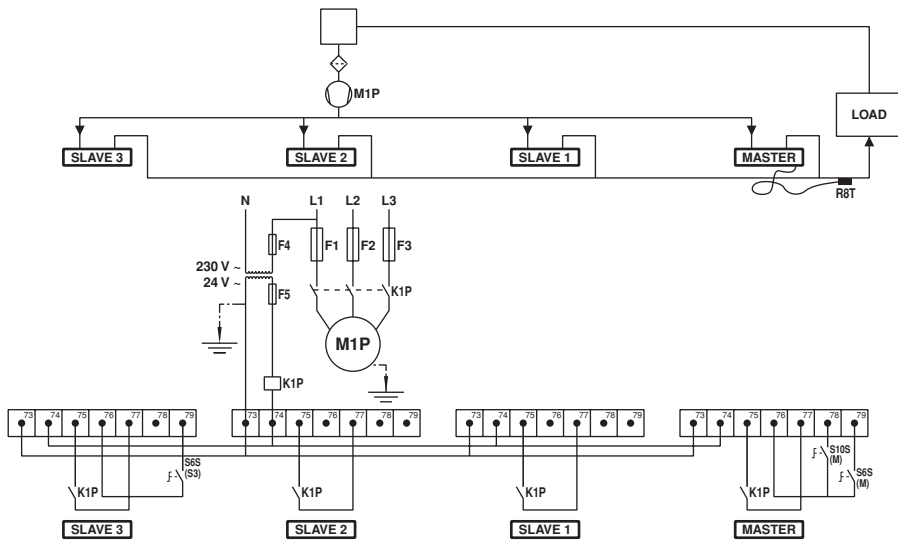 M1P
LOAD
SLAVE 3
SLAVE 2
SLAVE 1
MASTER
R8T
N
L1
L2
L3
F4
F1
F2
F3
230 V ~
24 V ~
F5
K1P
M1P
K1P
73 74 75 76 77 78 79
73 74 75 76 77 78 79
73 74 75 76 77 78 79
73 74 75 76 77 78 79
S6S
(S3)
S10S
(M)
S6S
(M)
K1P
K1P
K1P
K1P
SLAVE 3
SLAVE 2
SLAVE 1
MASTER